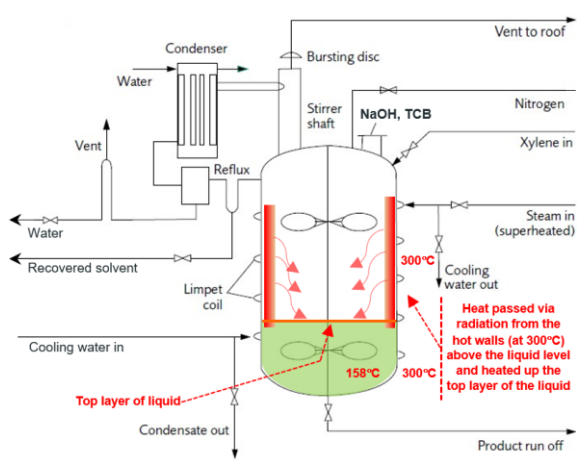 Vent to roof
Condenser
Bursting disc
Water
Stirrer
shaft
NaOH, TCB
Nitrogen
Vent
Xylene in
Reflux
Steam in
(superheated)
Water
300°C
Cooling
water out
Recovered solvent
Limpet
coil
Heat passed via
radiation from the
hot walls (at 300°C)
above the liquid level
and heated up the
top layer of the liquid
Cooling water in
158°C
300°C
Top layer of liquid
Condensate out
Product run off